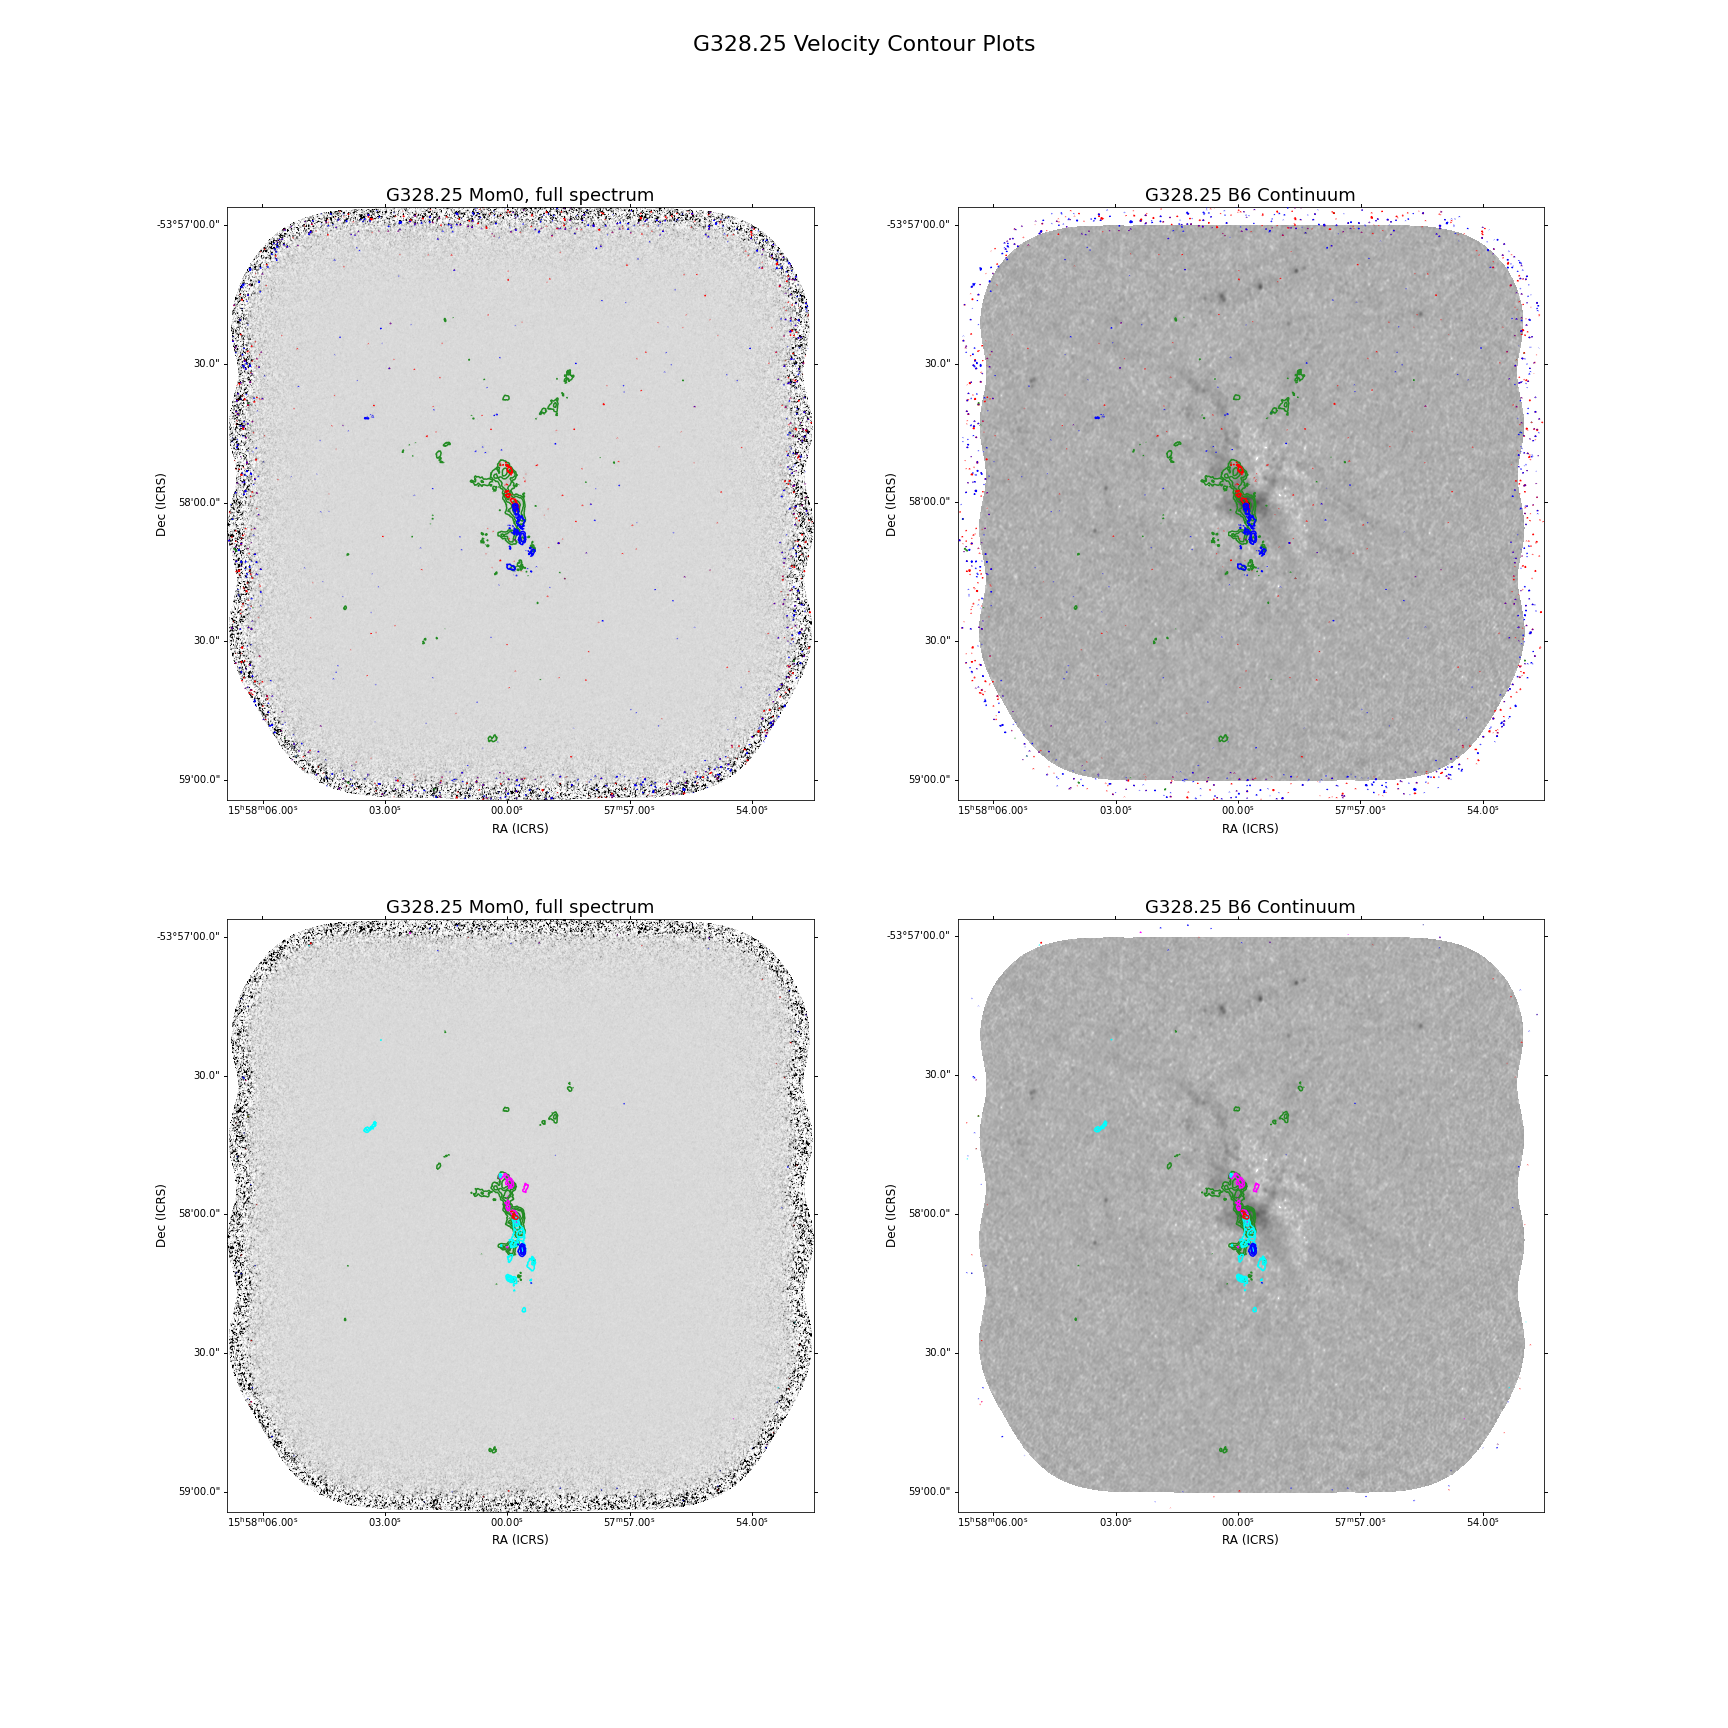 G328.25 Velocity Contour Plots
G328.25 Mom0, full spectrum
G328.25 B6 Continuum
-53°57'00.0"
30.0"
58'00.0"
30.0"
59'00.0"
Dec (ICRS)
15ʰ58ᵐ06.00ˢ 03.00ˢ 00.00ˢ 57ᵐ57.00ˢ 54.00ˢ
RA (ICRS)
-53°57'00.0"
30.0"
58'00.0"
30.0"
59'00.0"
Dec (ICRS)
15ʰ58ᵐ06.00ˢ 03.00ˢ 00.00ˢ 57ᵐ57.00ˢ 54.00ˢ
RA (ICRS)
G328.25 Mom0, full spectrum
G328.25 B6 Continuum
-53°57'00.0"
30.0"
58'00.0"
30.0"
59'00.0"
Dec (ICRS)
15ʰ58ᵐ06.00ˢ 03.00ˢ 00.00ˢ 57ᵐ57.00ˢ 54.00ˢ
RA (ICRS)
-53°57'00.0"
30.0"
58'00.0"
30.0"
59'00.0"
Dec (ICRS)
15ʰ58ᵐ06.00ˢ 03.00ˢ 00.00ˢ 57ᵐ57.00ˢ 54.00ˢ
RA (ICRS)